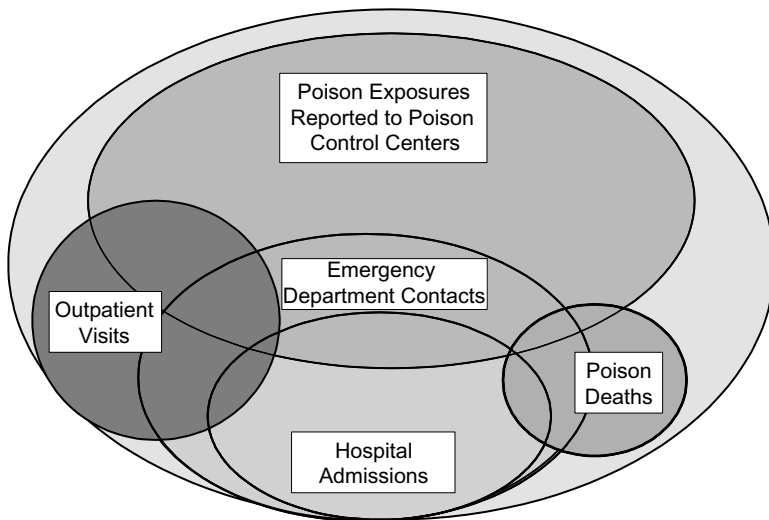 Poison Exposures
Reported to Poison
Control Centers
Emergency
Department Contacts
Outpatient
Visits
Poison
Deaths
Hospital
Admissions